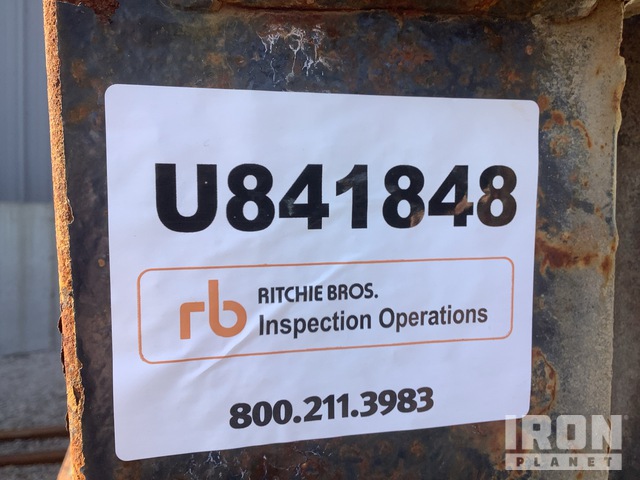 U841848
rb
RITCHIE BROS.
Inspection Operations
800.211.3983
IRON
PLANET